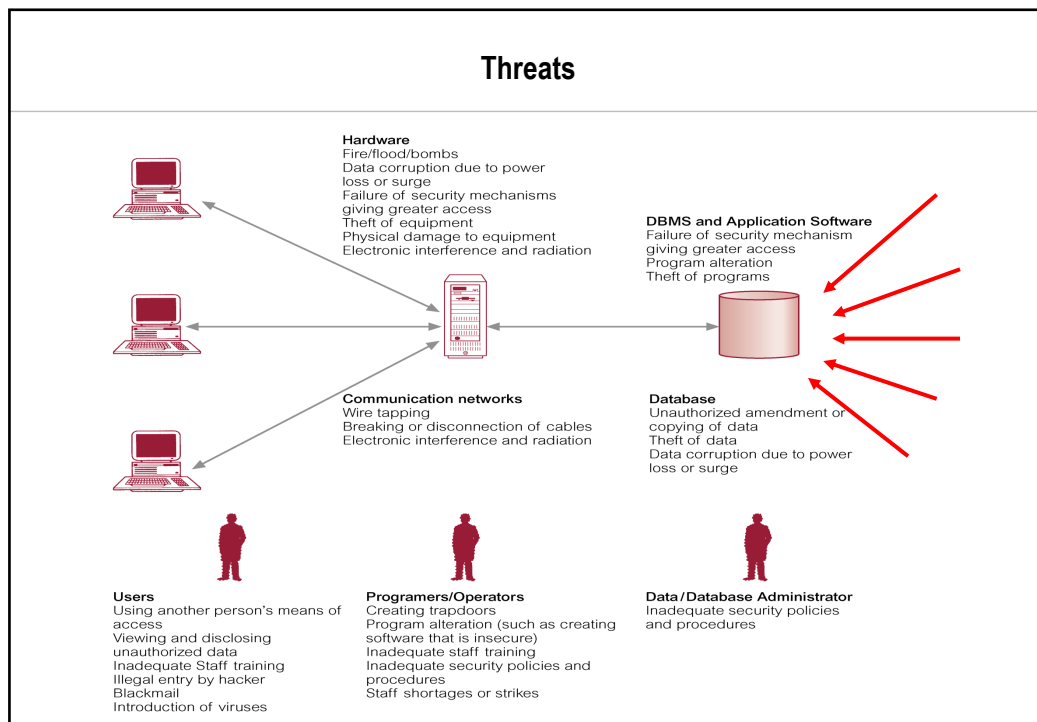 Threats
Hardware
Fire/flood/bombs
Data corruption due to power
loss or surge
Failure of security mechanisms
giving greater access
Theft of equipment
Physical damage to equipment
Electronic interference and radiation
DBMS and Application Software
Failure of security mechanism
giving greater access
Program alteration
Theft of programs
Communication networks
Wire tapping
Breaking or disconnection of cables
Electronic interference and radiation
Database
Unauthorized amendment or
copying of data
Theft of data
Data corruption due to power
loss or surge
Users
Using another person's means of
access
Viewing and disclosing
unauthorized data
Inadequate Staff training
Illegal entry by hacker
Blackmail
Introduction of viruses
Programers/Operators
Creating trapdoors
Program alteration (such as creating
software that is insecure)
Inadequate staff training
Inadequate security policies and
procedures
Staff shortages or strikes
Data/Database Administrator
Inadequate security policies
and procedures